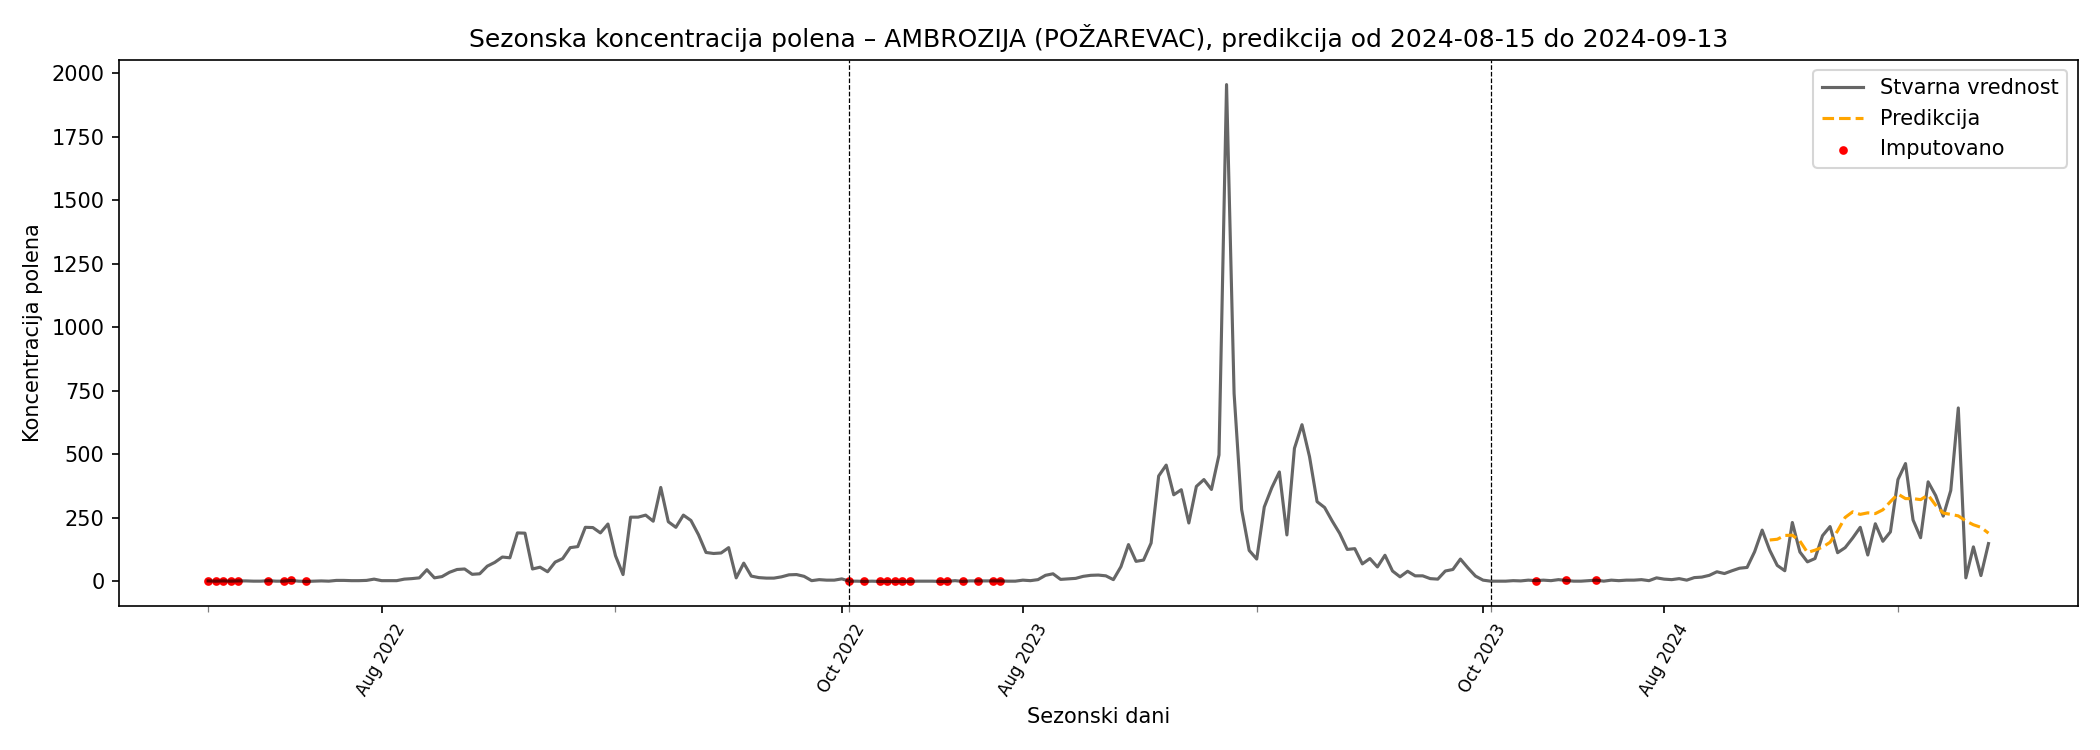 Sezonska koncentracija polena – AMBROZIJA (POŽAREVAC), predikcija od 2024-08-15 do 2024-09-13
Koncentracija polena
2000
1750
1500
1250
1000
750
500
250
0
Stvarna vrednost
Predikcija
Imputovano
Aug 2022
Oct 2022
Aug 2023
Oct 2023
Aug 2024
Sezonski dani